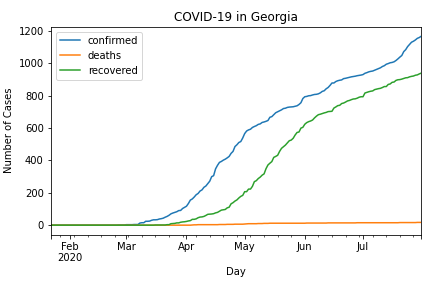 COVID-19 in Georgia
confirmed
deaths
recovered
Number of Cases
1200
1000
800
600
400
200
0
Feb
2020
Mar
Apr
May
Jun
Jul
Day